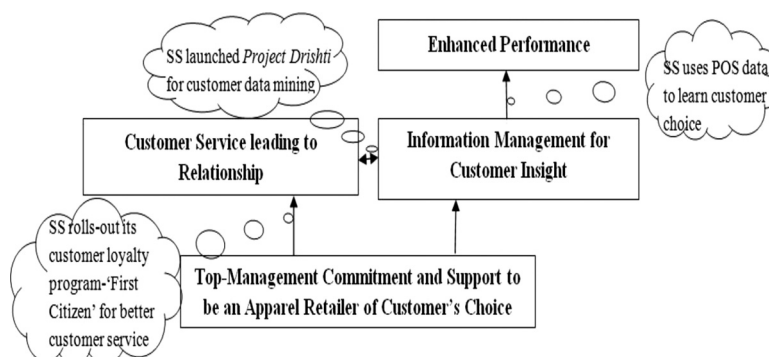 SS launched Project Drishti
for customer data mining
Enhanced Performance
SS uses POS data
to learn customer
choice
Customer Service leading to
Relationship
Information Management for
Customer Insight
SS rolls-out its
customer loyalty
program-‘First
Citizen’ for better
customer service
Top-Management Commitment and Support to
be an Apparel Retailer of Customer’s Choice